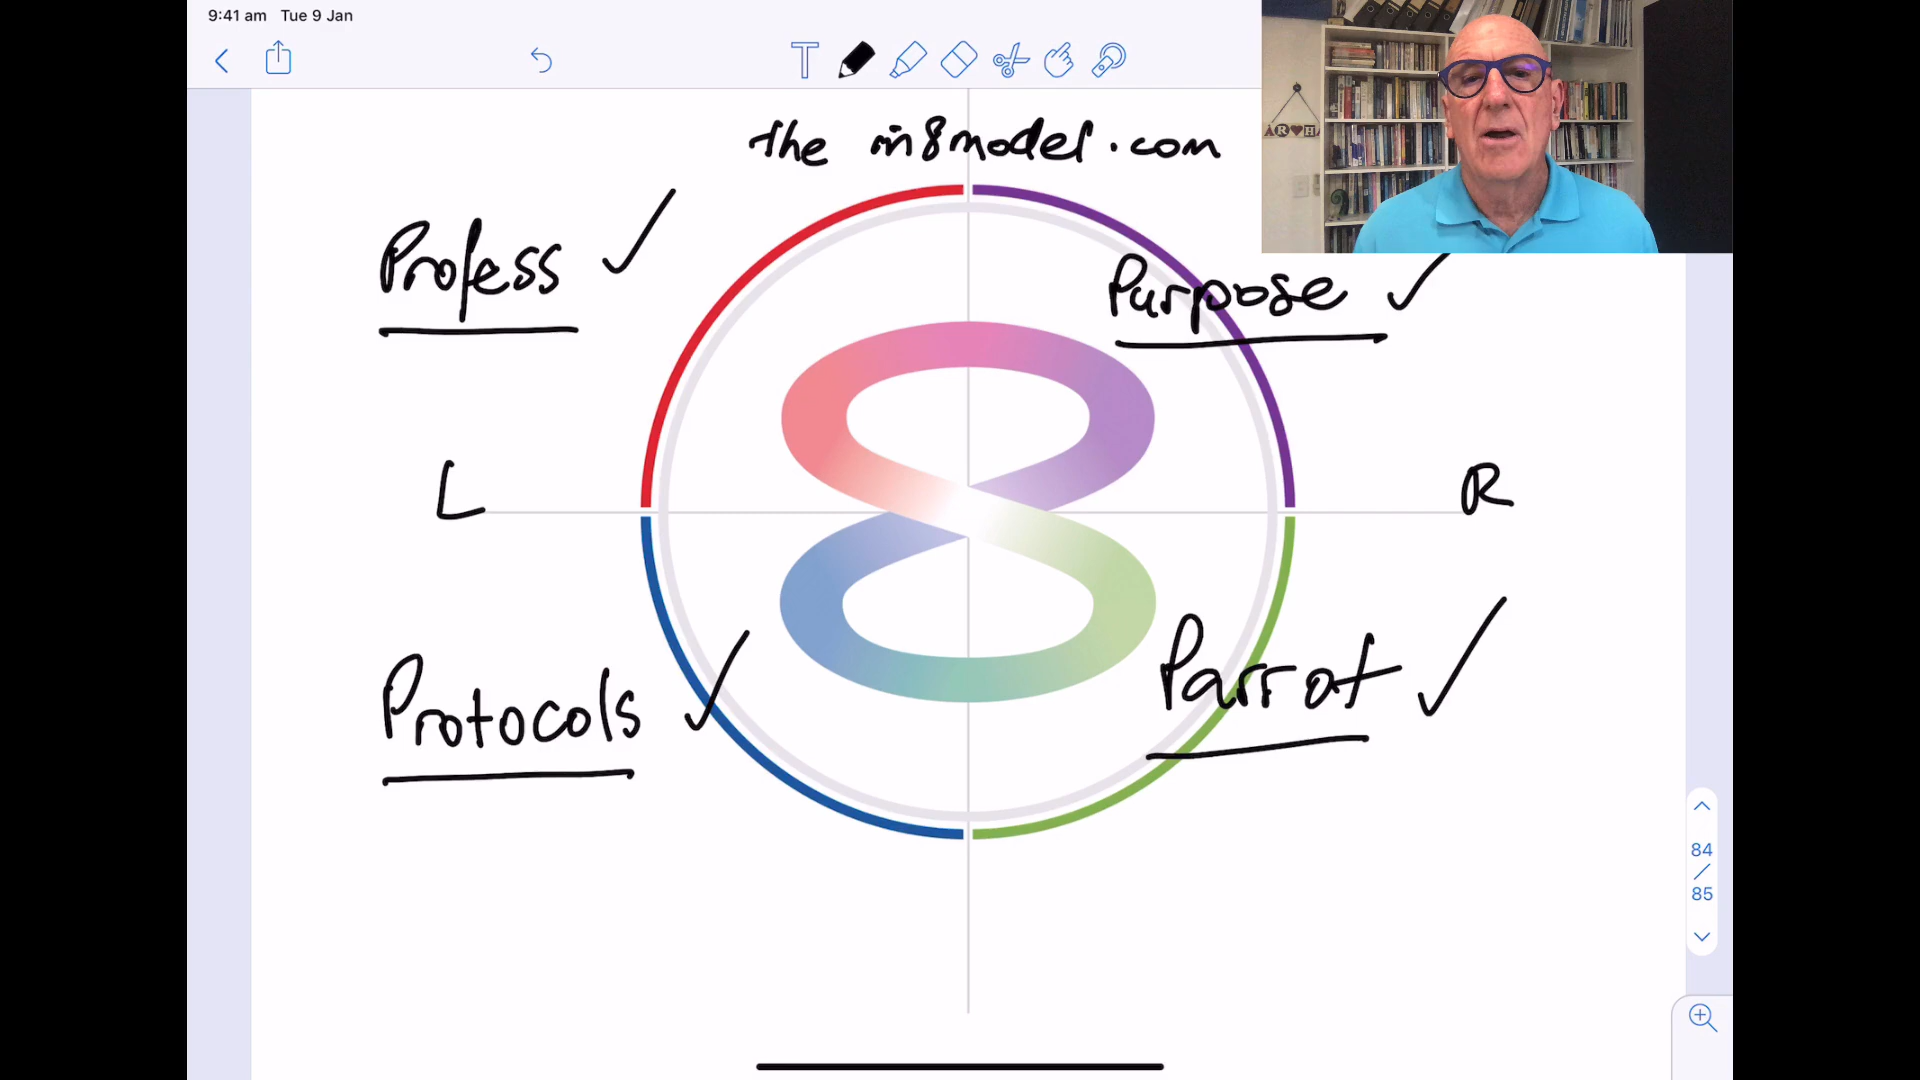 9:41 am Tue 9 Jan
T
the in8model.com
Profess ✓
Purpose ✓
L
R
Protocols ✓
Parrot ✓
84
/
85
A R ♥ H